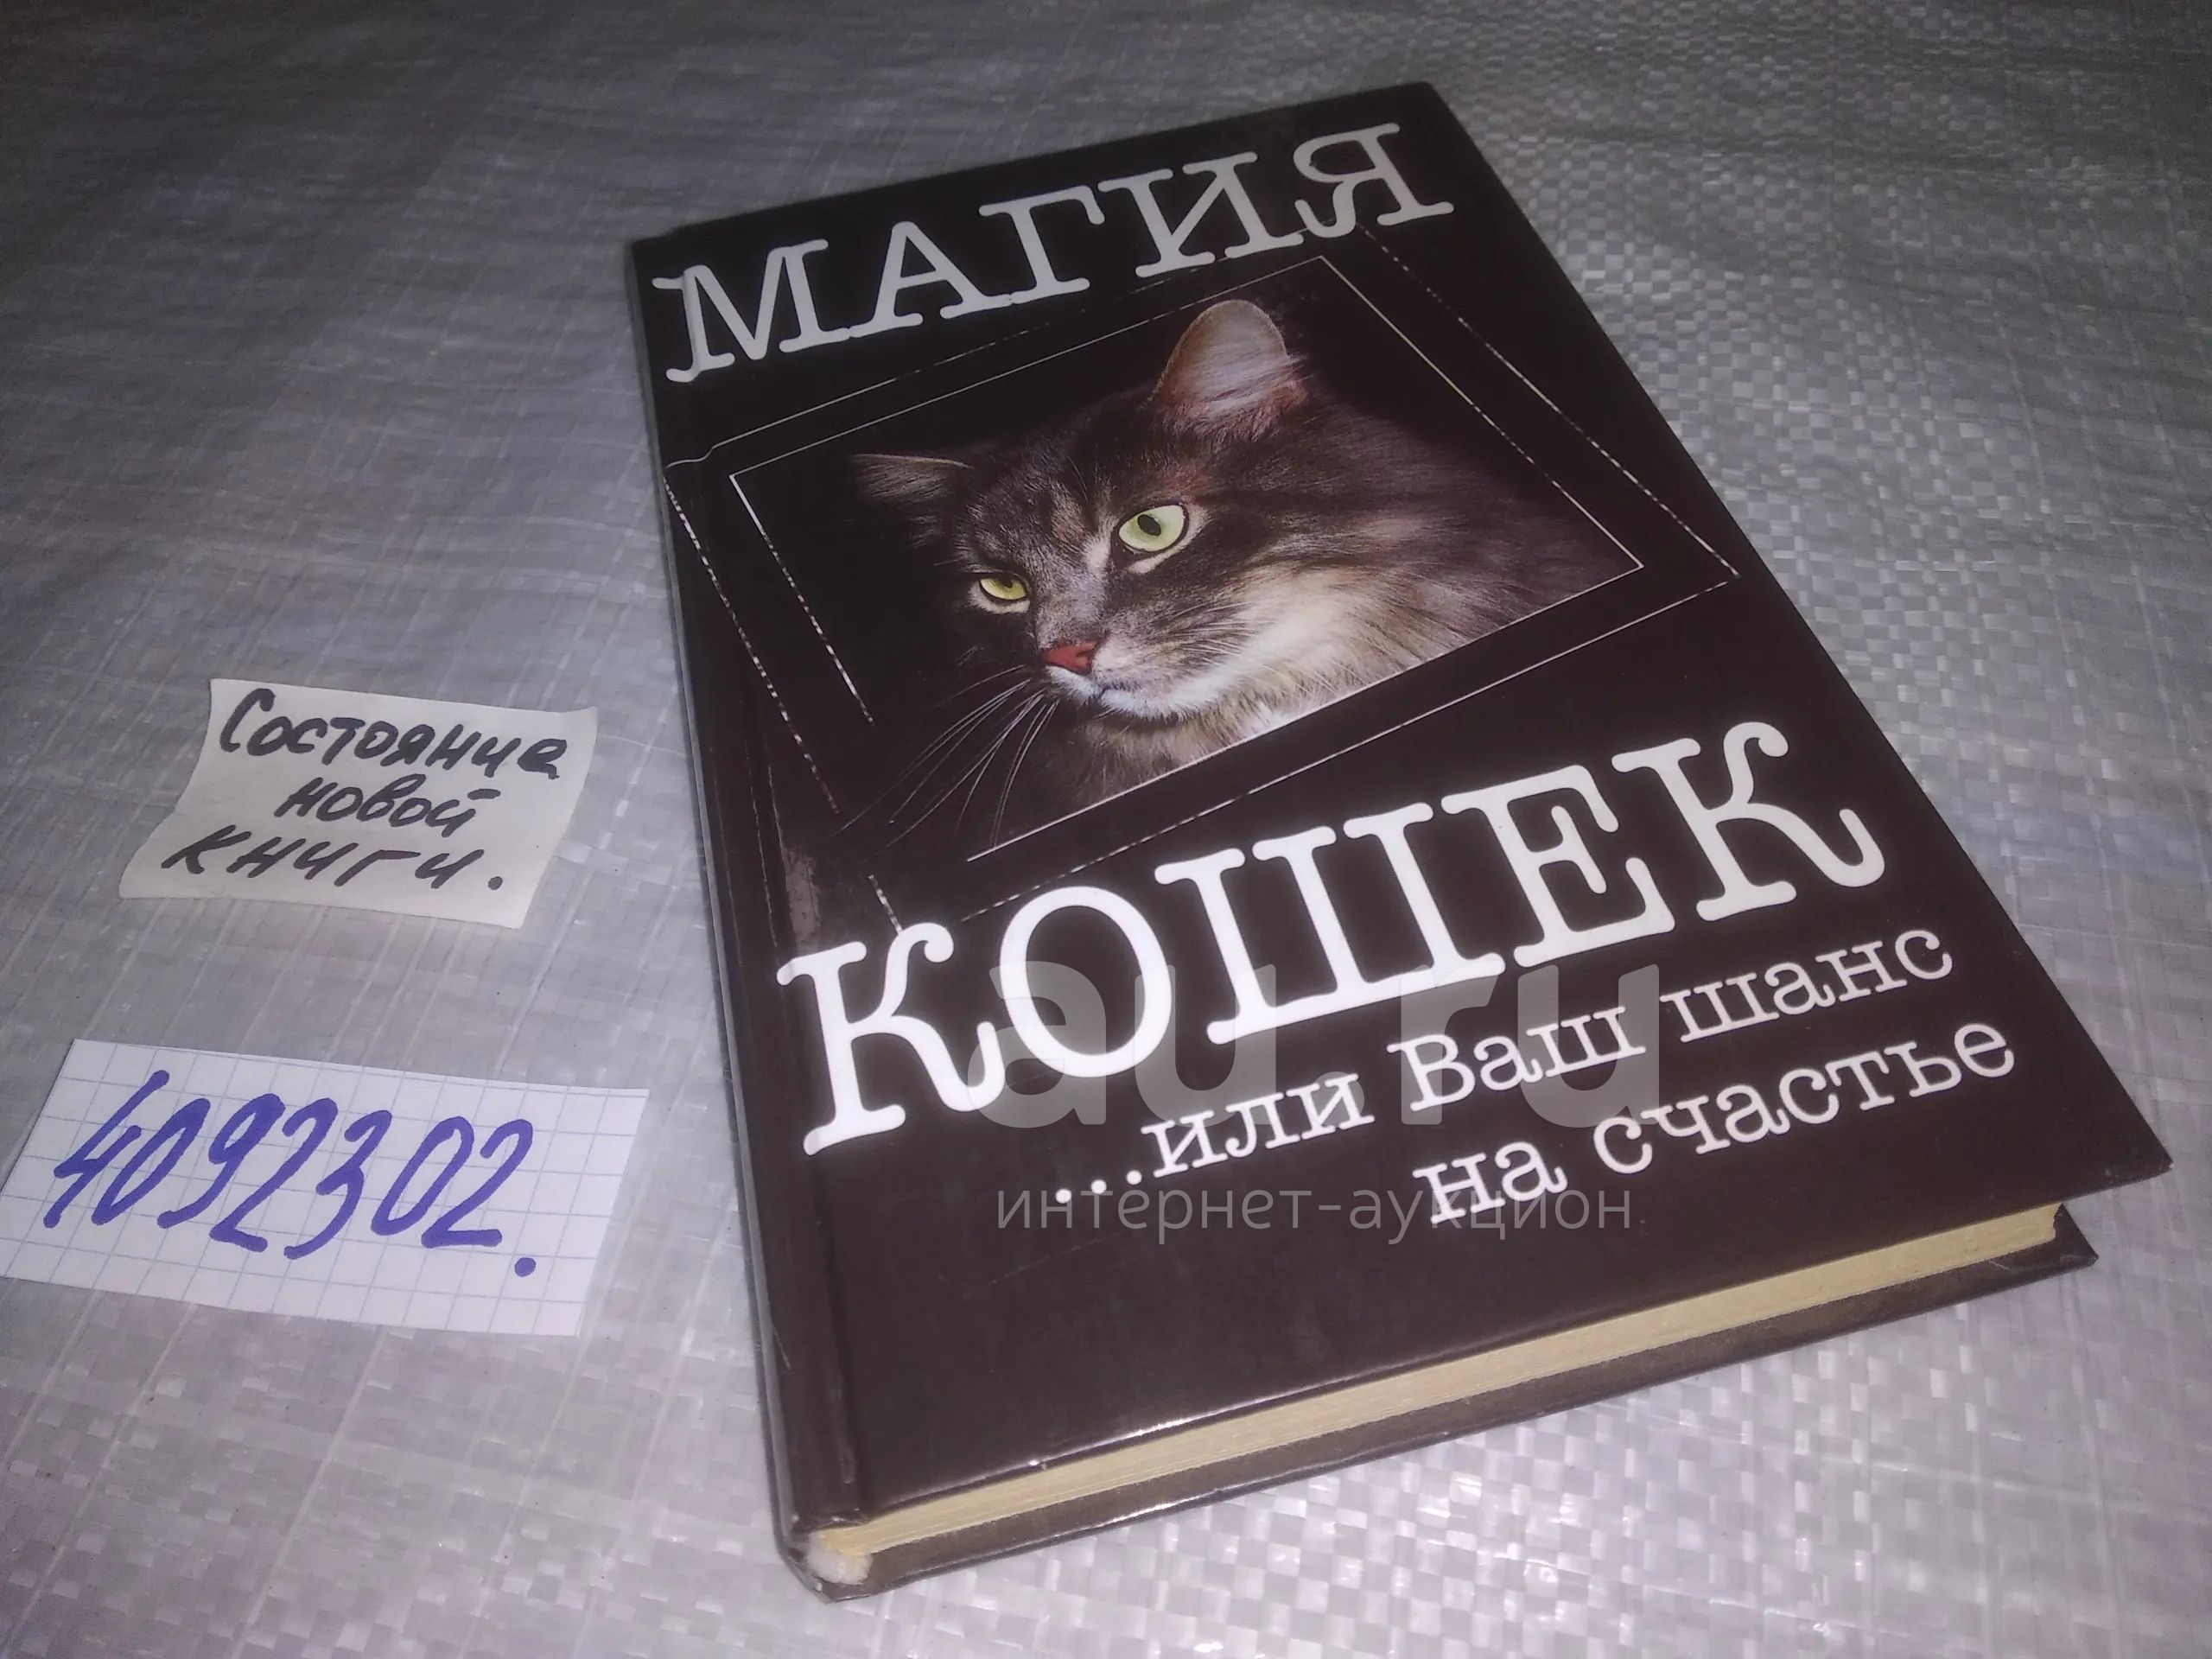 МАГИЯ
КОШЕК
...или Ваш шанс
на счастье
Состояние
новой
книги.
4092302.
au.ru
интернет-аукцион